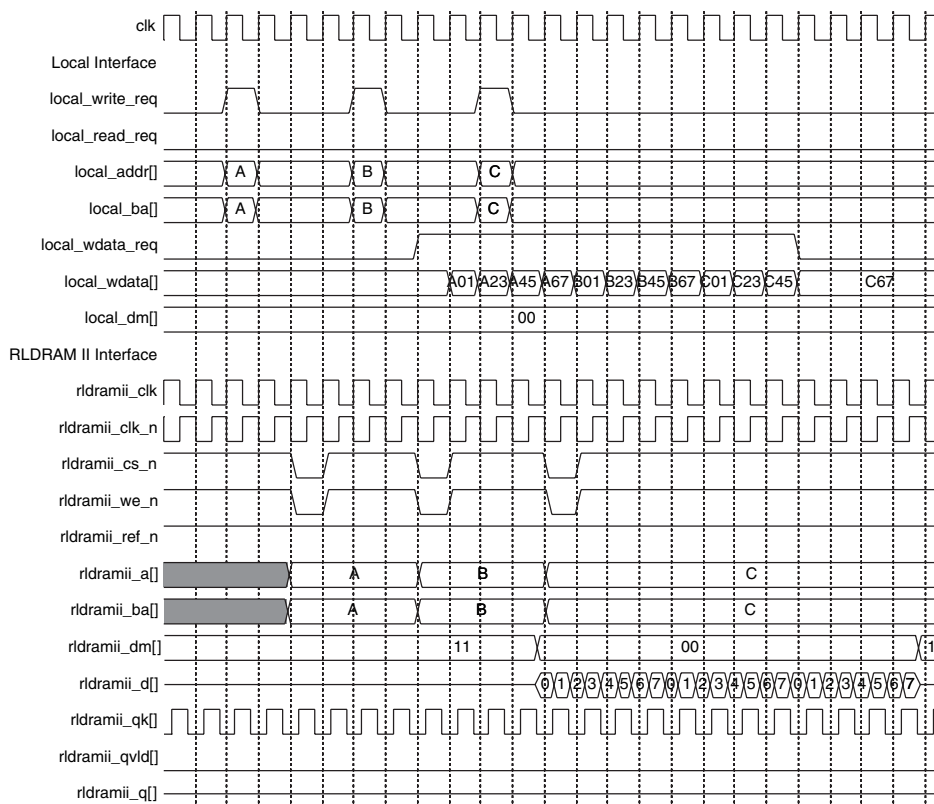 clk
Local Interface
local_write_req
local_read_req
local_addr[] A B C
local_ba[] A B C
local_wdata_req
local_wdata[] A01 A23 A45 A67 B01 B23 B45 B67 C01 C23 C45 C67
local_dm[] 00
RLDRAM II Interface
rldramii_clk
rldramii_clk_n
rldramii_cs_n
rldramii_we_n
rldramii_ref_n
rldramii_a[] A B C
rldramii_ba[] A B C
rldramii_dm[] 11 00 1
rldramii_d[] 0 1 2 3 4 5 6 7 0 1 2 3 4 5 6 7 0 1 2 3 4 5 6 7
rldramii_qk[]
rldramii_qvld[]
rldramii_q[]